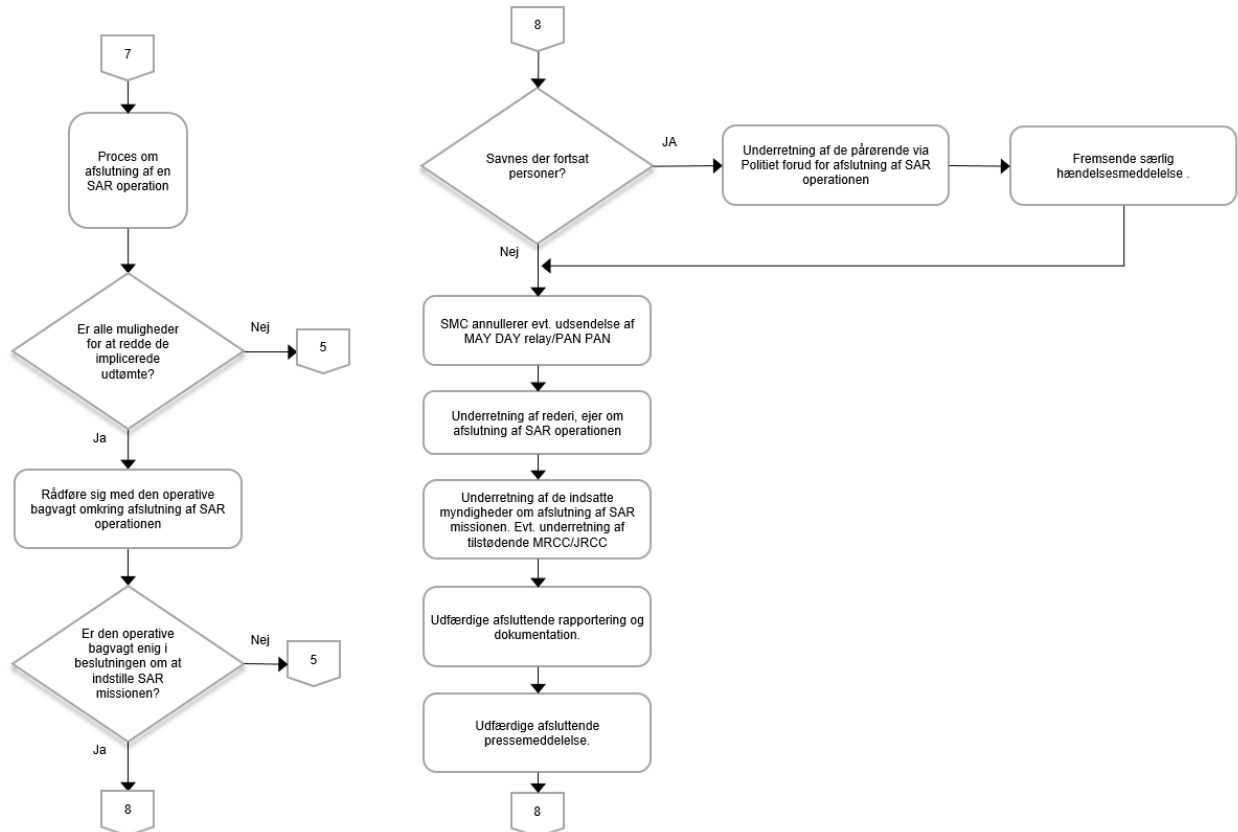 7
Proces om
afslutning af en
SAR operation
Er alle muligheder
for at redde de
implicerede
udtømte?
Nej
5
Ja
Rådføre sig med den operative
bagvagt omkring afslutning af SAR
operationen
Er den operative
bagvagt enig i
beslutningen om at
indstille SAR
missionen?
Nej
5
Ja
8
8
Savnes der fortsat
personer?
JA
Underretning af de pårørende via
Politiet forud for afslutning af SAR
operationen
Fremsende særlig
hændelsesmeddelelse .
Nej
SMC annullerer evt. udsendelse af
MAY DAY relay/PAN PAN
Underretning af rederi, ejer om
afslutning af SAR operationen
Underretning af de indsatte
myndigheder om afslutning af SAR
missionen. Evt. underretning af
tilstødende MRCC/JRCC
Udfærdige afsluttende rapportering og
dokumentation.
Udfærdige afsluttende
pressemeddelelse.
8